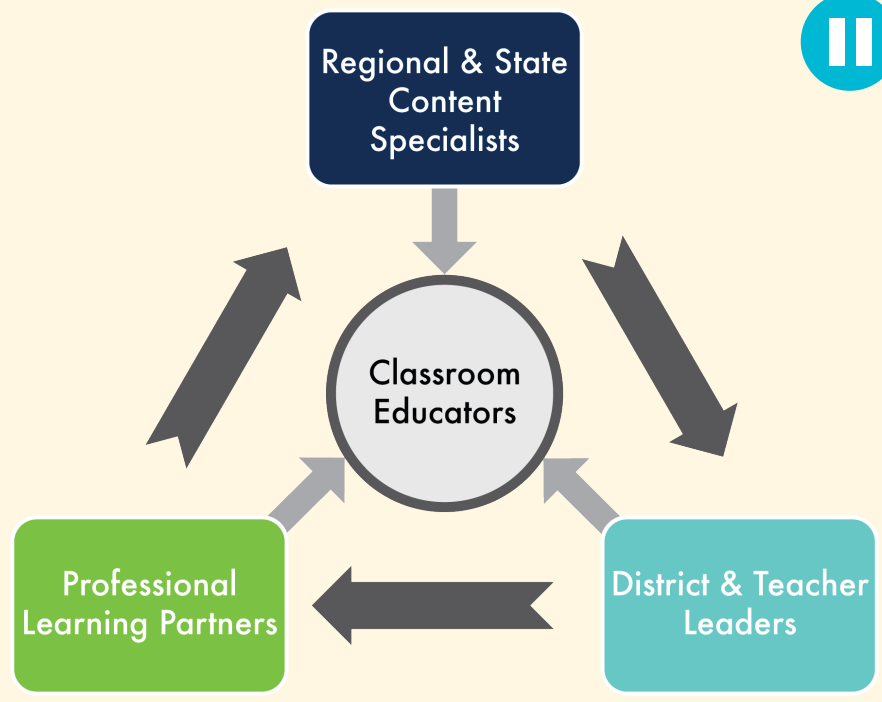 Regional & State
Content
Specialists
Classroom
Educators
Professional
Learning Partners
District & Teacher
Leaders